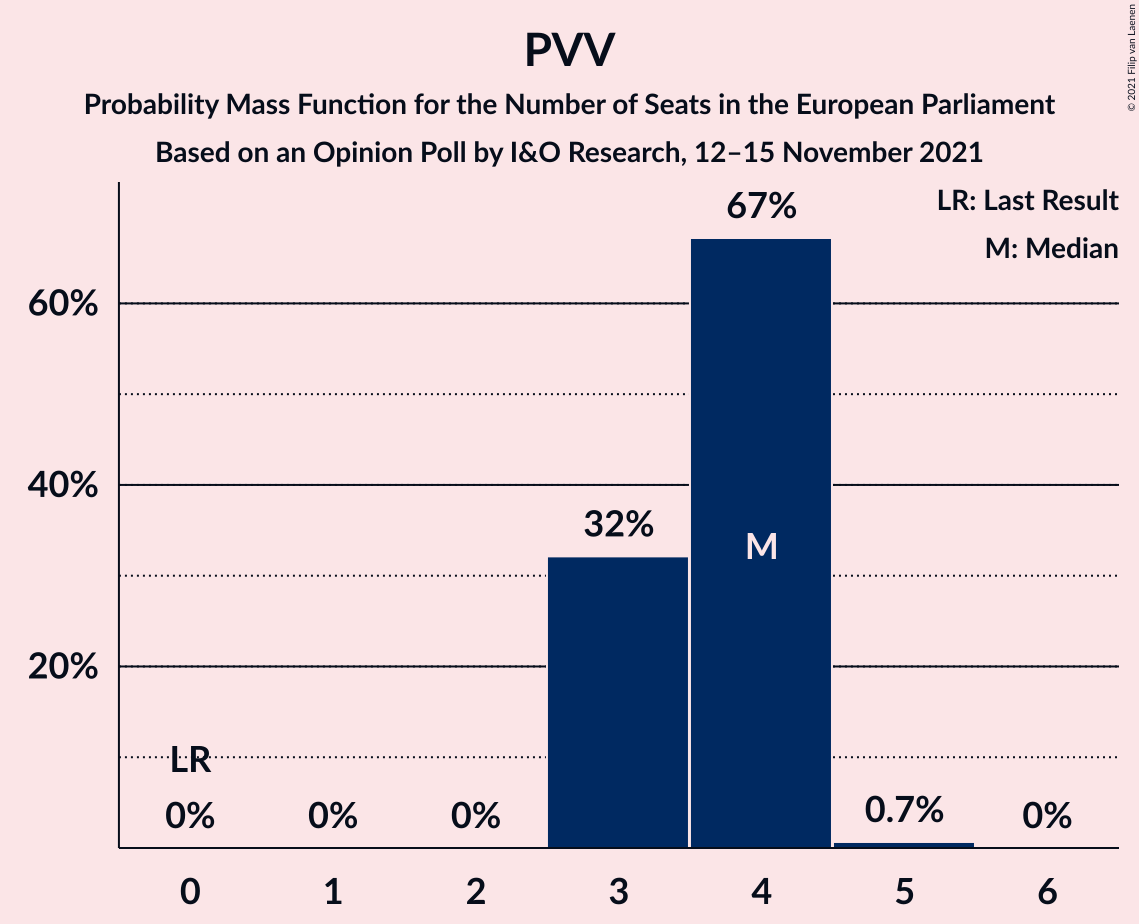 PVV
Probability Mass Function for the Number of Seats in the European Parliament
Based on an Opinion Poll by I&O Research, 12–15 November 2021
© 2021 Filip van Laenen
LR: Last Result
M: Median
67%
60%
40%
32%
M
20%
LR
0% 0% 0% 0.7% 0%
0 1 2 3 4 5 6